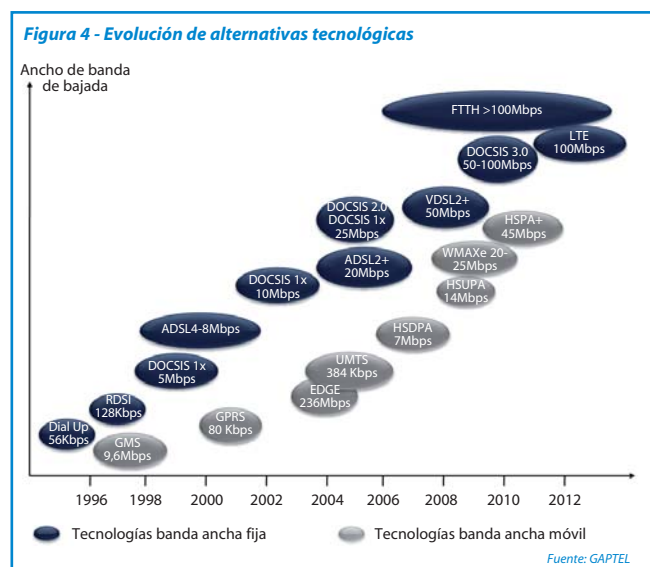 Figura 4 - Evolución de alternativas tecnológicas
Ancho de banda
de bajada
FTTH >100Mbps
LTE
100Mbps
DOCSIS 3.0
50-100Mbps
VDSL2+
50Mbps
DOCSIS 2.0
DOCSIS 1x
25Mbps
HSPA+
45Mbps
WMAXe 20-
25Mbps
ADSL2+
20Mbps
HSUPA
14Mbps
DOCSIS 1x
10Mbps
ADSL4-8Mbps
HSDPA
7Mbps
DOCSIS 1x
5Mbps
UMTS
384 Kbps
EDGE
236Mbps
RDSI
128Kbps
GPRS
80 Kbps
Dial Up
56Kbps
GMS
9,6Mbps
1996 1998 2000 2002 2004 2006 2008 2010 2012
Tecnologías banda ancha fija
Tecnologías banda ancha móvil
Fuente: GAPTEL